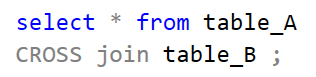 select * from table_A
CROSS join table_B ;